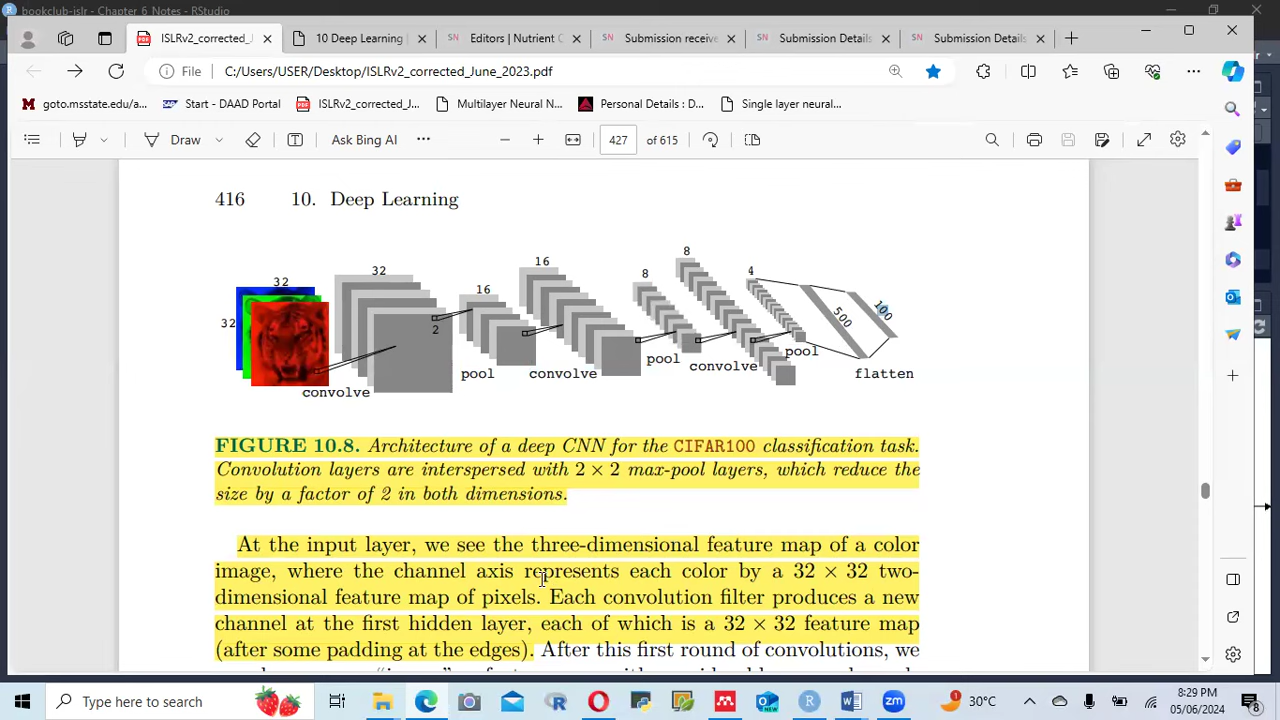 bookclub-islr - Chapter 6 Notes - RStudio
ISLRv2_corrected_J
10 Deep Learning |
SN Editors | Nutrient C
SN Submission receive
SN Submission Details
SN Submission Details
File C:/Users/USER/Desktop/ISLRv2_corrected_June_2023.pdf
goto.msstate.edu/a...
Start - DAAD Portal
ISLRv2_corrected_J...
Multilayer Neural N...
Personal Details : D...
Single layer neural...
Draw
Ask Bing AI
427 of 615
416 10. Deep Learning
32
32
32
2
16
16
8
8
4
500
100
convolve
pool
convolve
pool
convolve
pool
flatten
FIGURE 10.8. Architecture of a deep CNN for the CIFAR100 classification task.
Convolution layers are interspersed with 2 × 2 max-pool layers, which reduce the
size by a factor of 2 in both dimensions.
At the input layer, we see the three-dimensional feature map of a color
image, where the channel axis represents each color by a 32 × 32 two-
dimensional feature map of pixels. Each convolution filter produces a new
channel at the first hidden layer, each of which is a 32 × 32 feature map
(after some padding at the edges). After this first round of convolutions, we
Type here to search
30°C
8:29 PM
05/06/2024
8